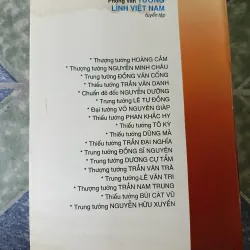 Phỏng vấn TƯỚNG
LĨNH VIỆT NAM
tuyển tập
* Thượng tướng HOÀNG CẦM
* Thượng tướng NGUYỄN MINH CHÂU
* Trung tướng ĐỒNG VĂN CỐNG
* Thiếu tướng TRẦN VĂN DANH
* Chuẩn đô đốc NGUYỄN DƯỠNG
* Trung tướng LÊ TỰ ĐỒNG
* Đại tướng VÕ NGUYÊN GIÁP
* Thiếu tướng PHAN KHẮC HY
* Thiếu tướng TÔ KÝ
* Thiếu tướng DŨNG MÃ
* Thiếu tướng TRẦN ĐẠI NGHĨA
* Trung tướng ĐỒNG SĨ NGUYÊN
* Trung tướng DƯƠNG CỰ TẨM
* Thượng tướng TRẦN VĂN TRÀ
* Trung tướng LÊ VĂN TRI
* Thượng tướng TRẦN NAM TRUNG
* Thiếu tướng BÙI CÁT VŨ
* Trung tướng NGUYỄN HỮU XUYẾN